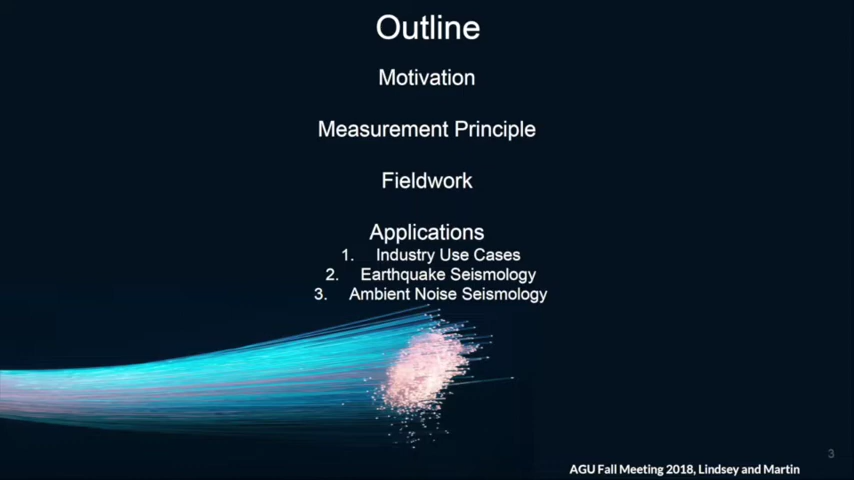 Outline
Motivation
Measurement Principle
Fieldwork
Applications
1. Industry Use Cases
2. Earthquake Seismology
3. Ambient Noise Seismology
3
AGU Fall Meeting 2018, Lindsey and Martin